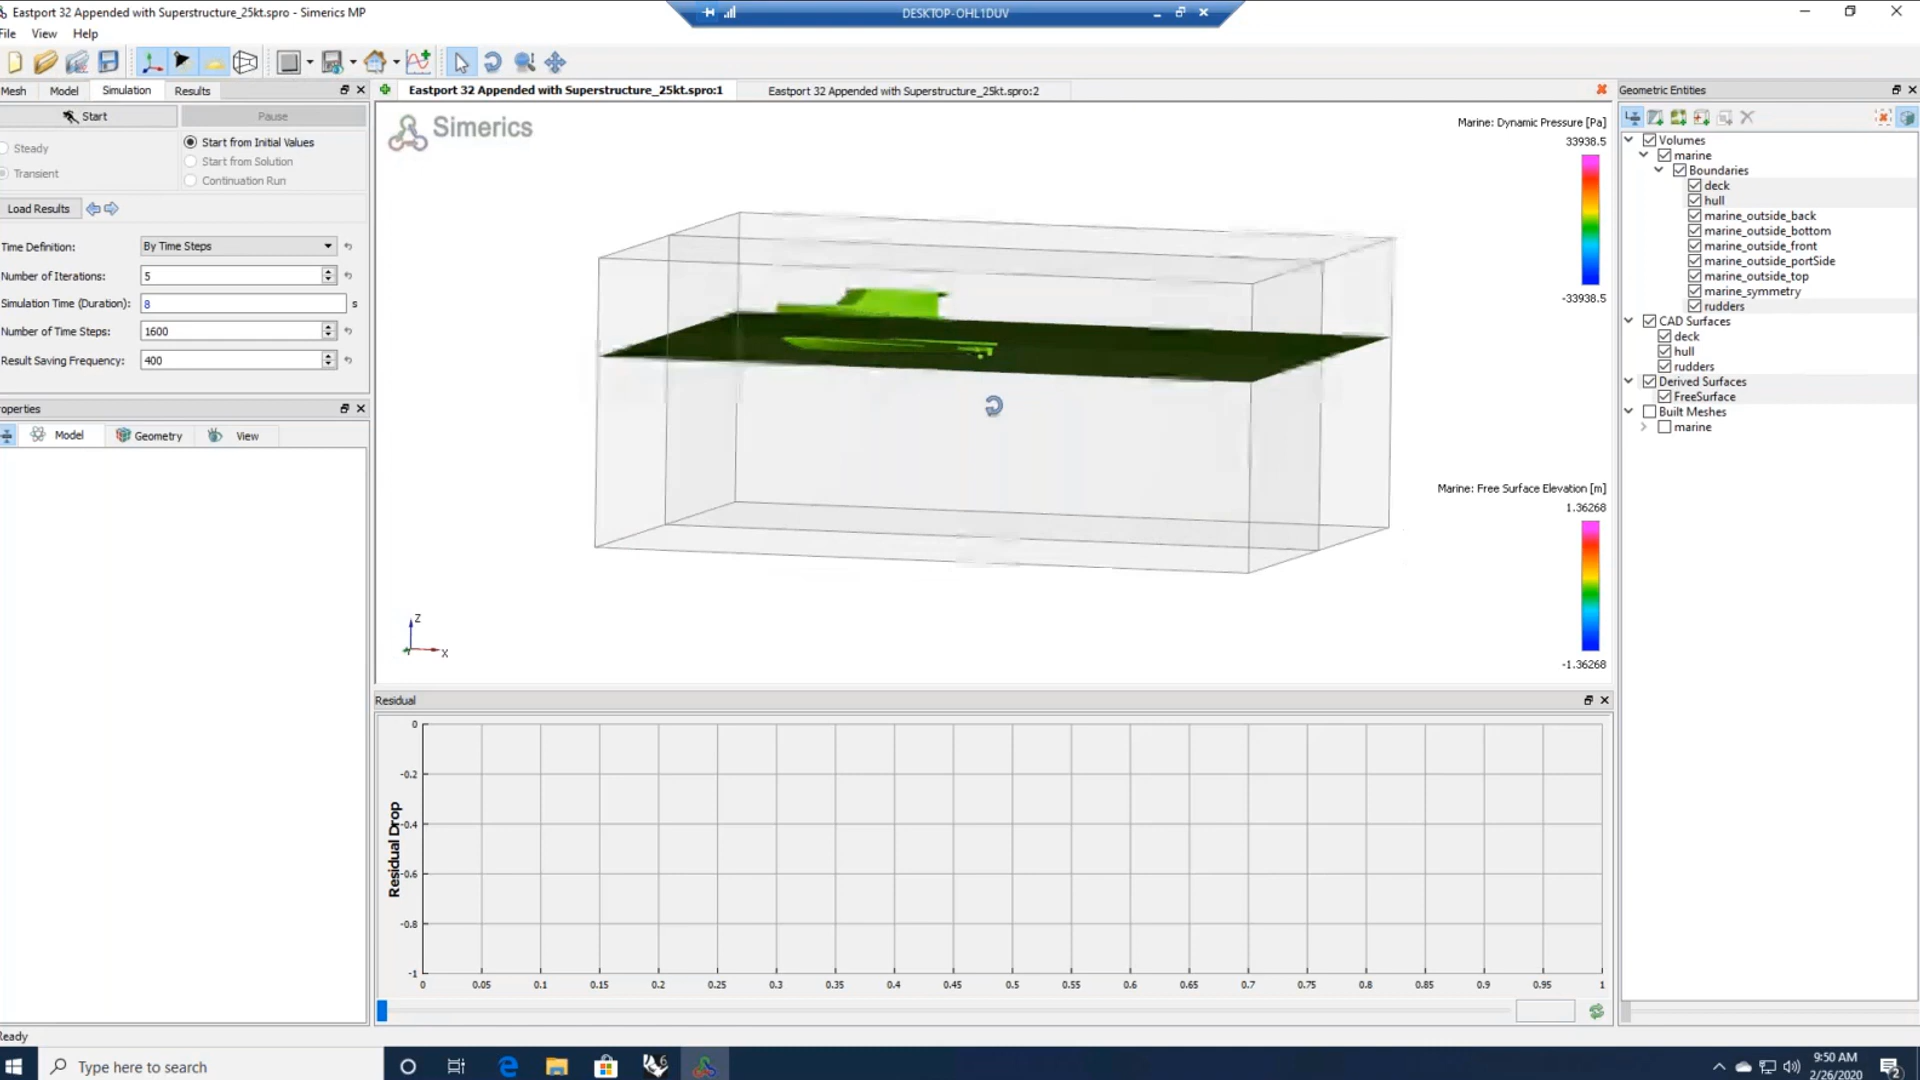 Eastport 32 Appended with Superstructure_25kt.spro - Simerics MP
DESKTOP-OHL1DUV
File View Help
Mesh Model Simulation Results
Start Pause
Steady
Transient
Start from Initial Values
Start from Solution
Continuation Run
Load Results
Time Definition: By Time Steps
Number of Iterations: 5
Simulation Time (Duration): 8 s
Number of Time Steps: 1600
Result Saving Frequency: 400
operties
Model Geometry View
Eastport 32 Appended with Superstructure_25kt.spro:1
Eastport 32 Appended with Superstructure_25kt.spro:2
Simerics
Marine: Dynamic Pressure [Pa]
33938.5
-33938.5
Marine: Free Surface Elevation [m]
1.36268
-1.36268
Z
Y
X
Residual
Residual Drop
0
-0.2
-0.4
-0.6
-0.8
-1
0 0.05 0.1 0.15 0.2 0.25 0.3 0.35 0.4 0.45 0.5 0.55 0.6 0.65 0.7 0.75 0.8 0.85 0.9 0.95 1
Geometric Entities
Volumes
marine
Boundaries
deck
hull
marine_outside_back
marine_outside_bottom
marine_outside_front
marine_outside_portSide
marine_outside_top
marine_symmetry
rudders
CAD Surfaces
deck
hull
rudders
Derived Surfaces
FreeSurface
Built Meshes
marine
Ready
Type here to search
6
9:50 AM
2/26/2020
2